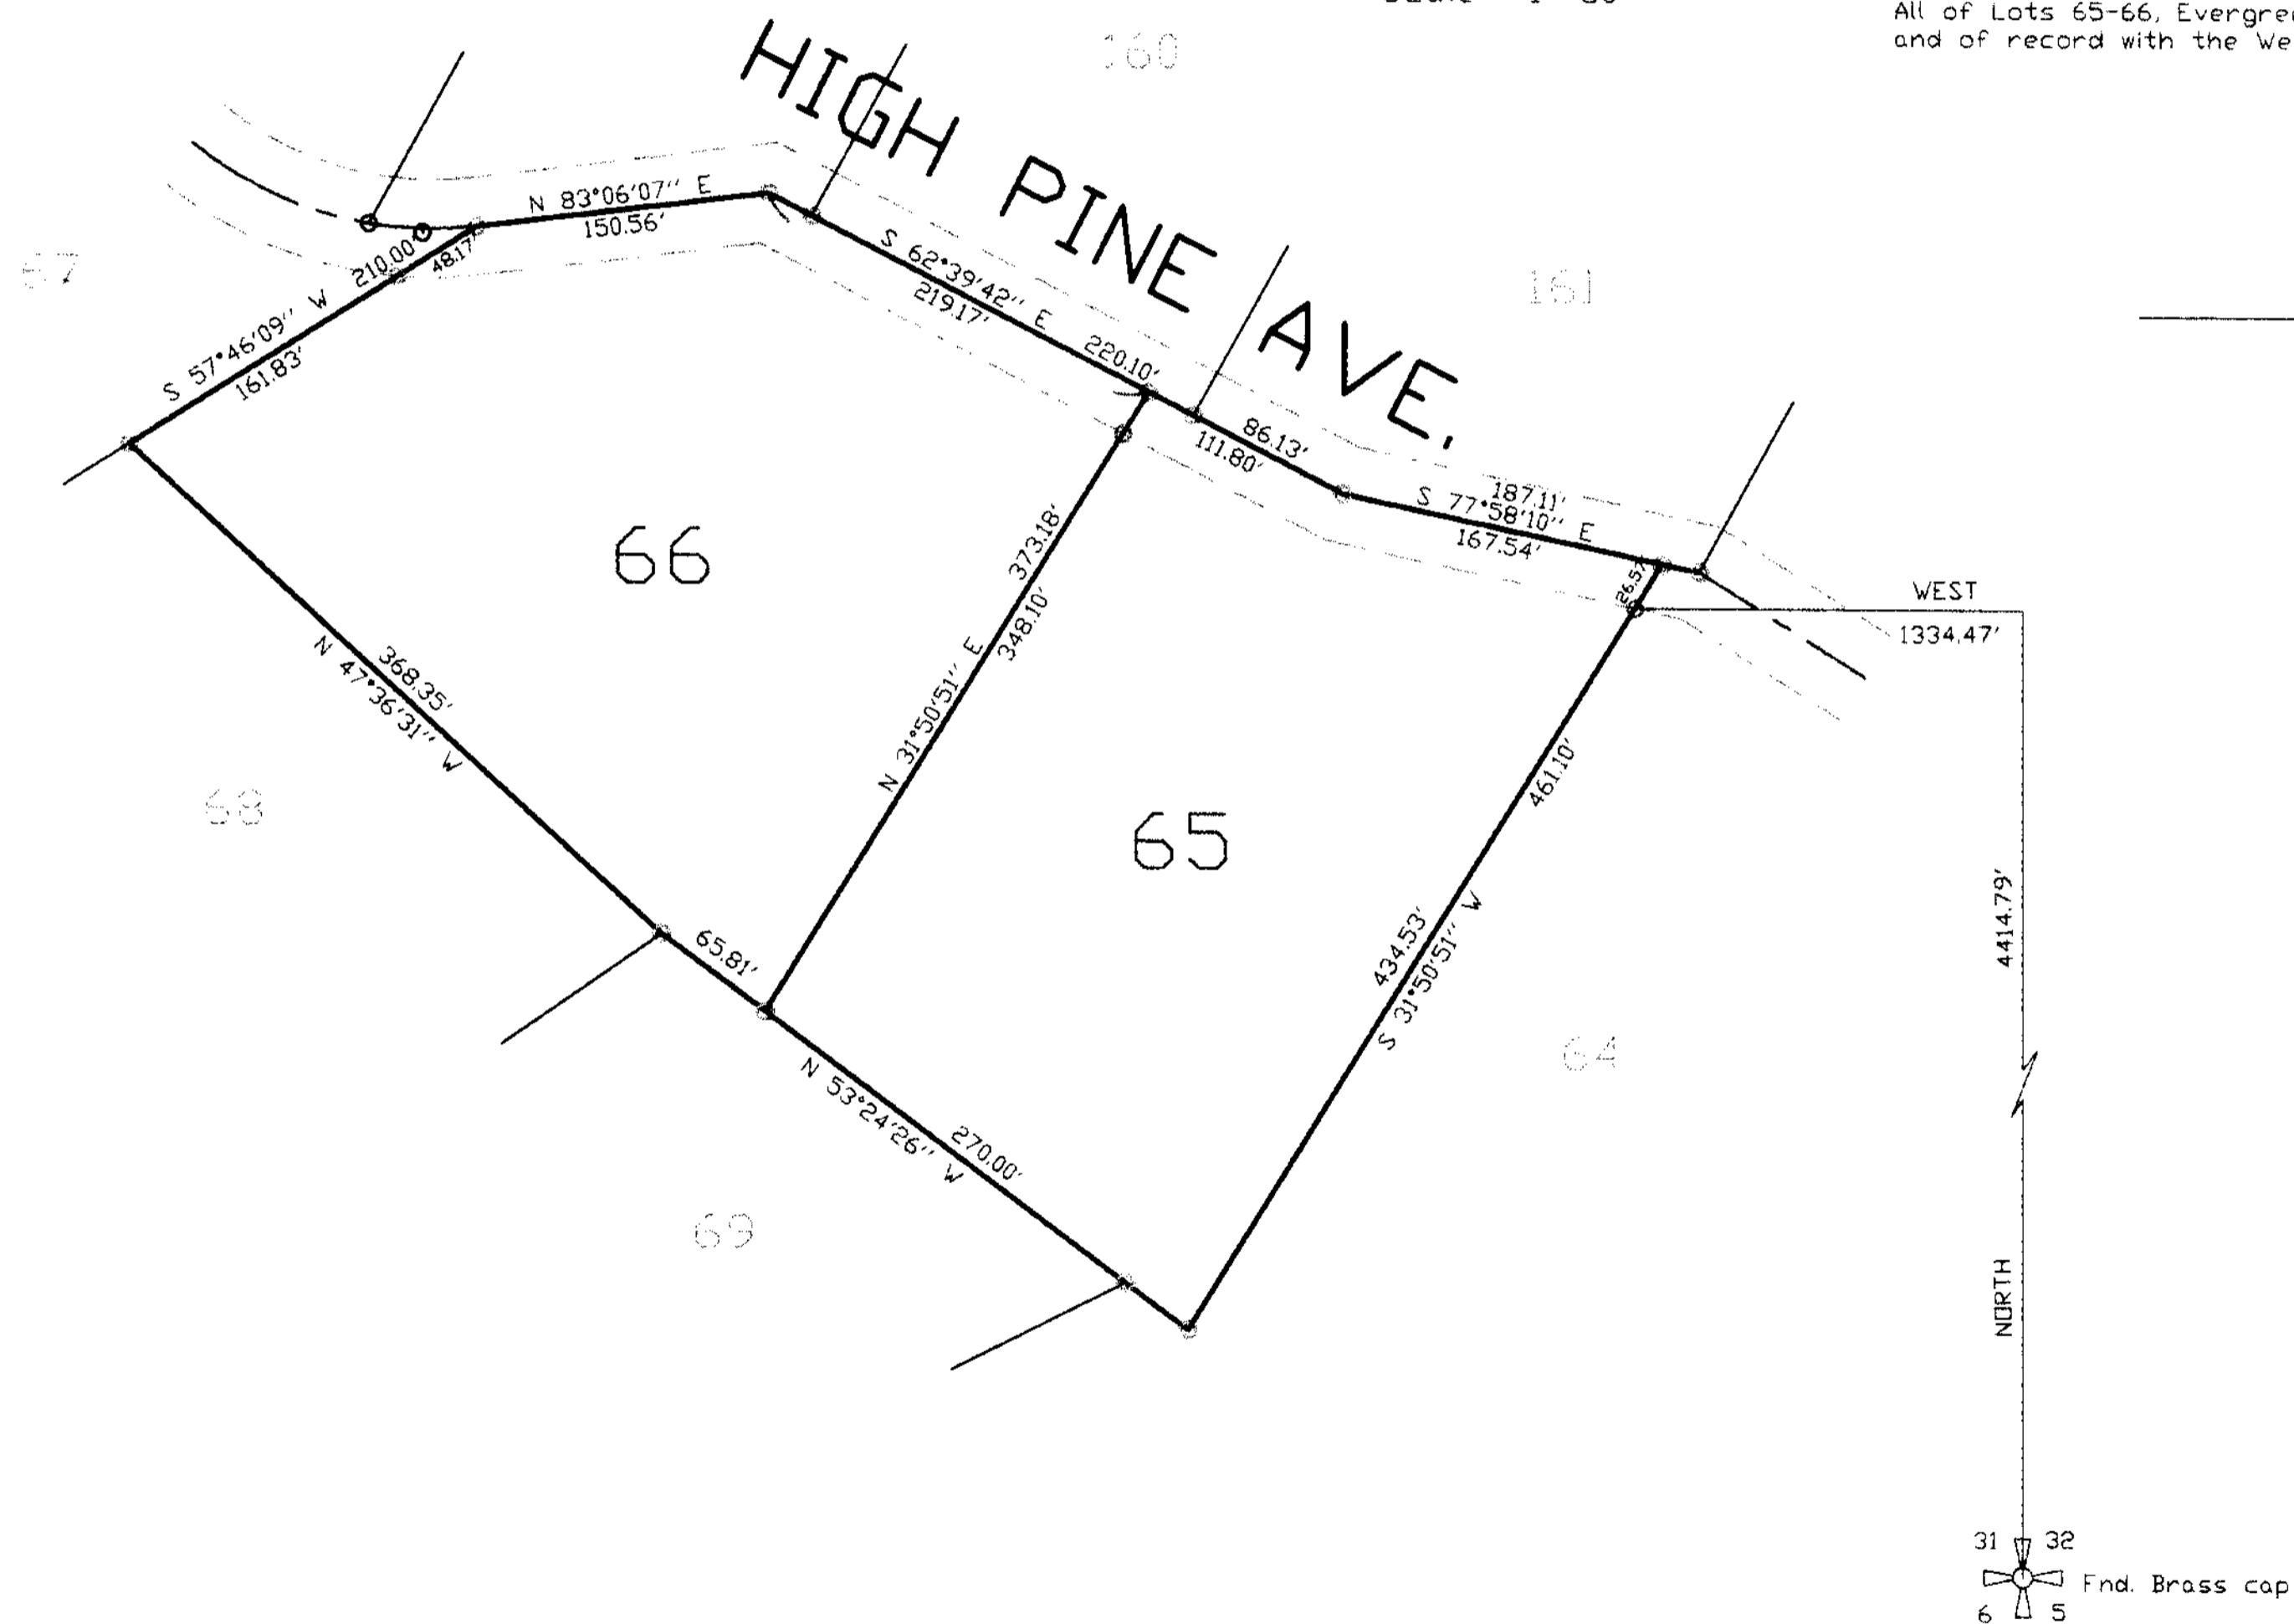 All of Lots 65-66, Evergre
and of record with the We
160
HIGH PINE AVE.
N 83°06'07" E
150.56'
67
210.00'
48.17'
S 57°46'09" W
161.83'
S 62°39'42" E
219.17'
220.10'
161
86.13'
111.80'
187.11'
S 77°58'10" E
167.54'
26.57'
WEST
1334.47'
66
373.18'
348.10'
N 31°50'51" E
368.35'
N 47°36'31" W
68
65
461.10'
434.53'
S 31°50'51" W
4414.79'
65.81'
64
N 53°24'26" W
270.00'
69
NORTH
31 32
Fnd. Brass cap
6 5